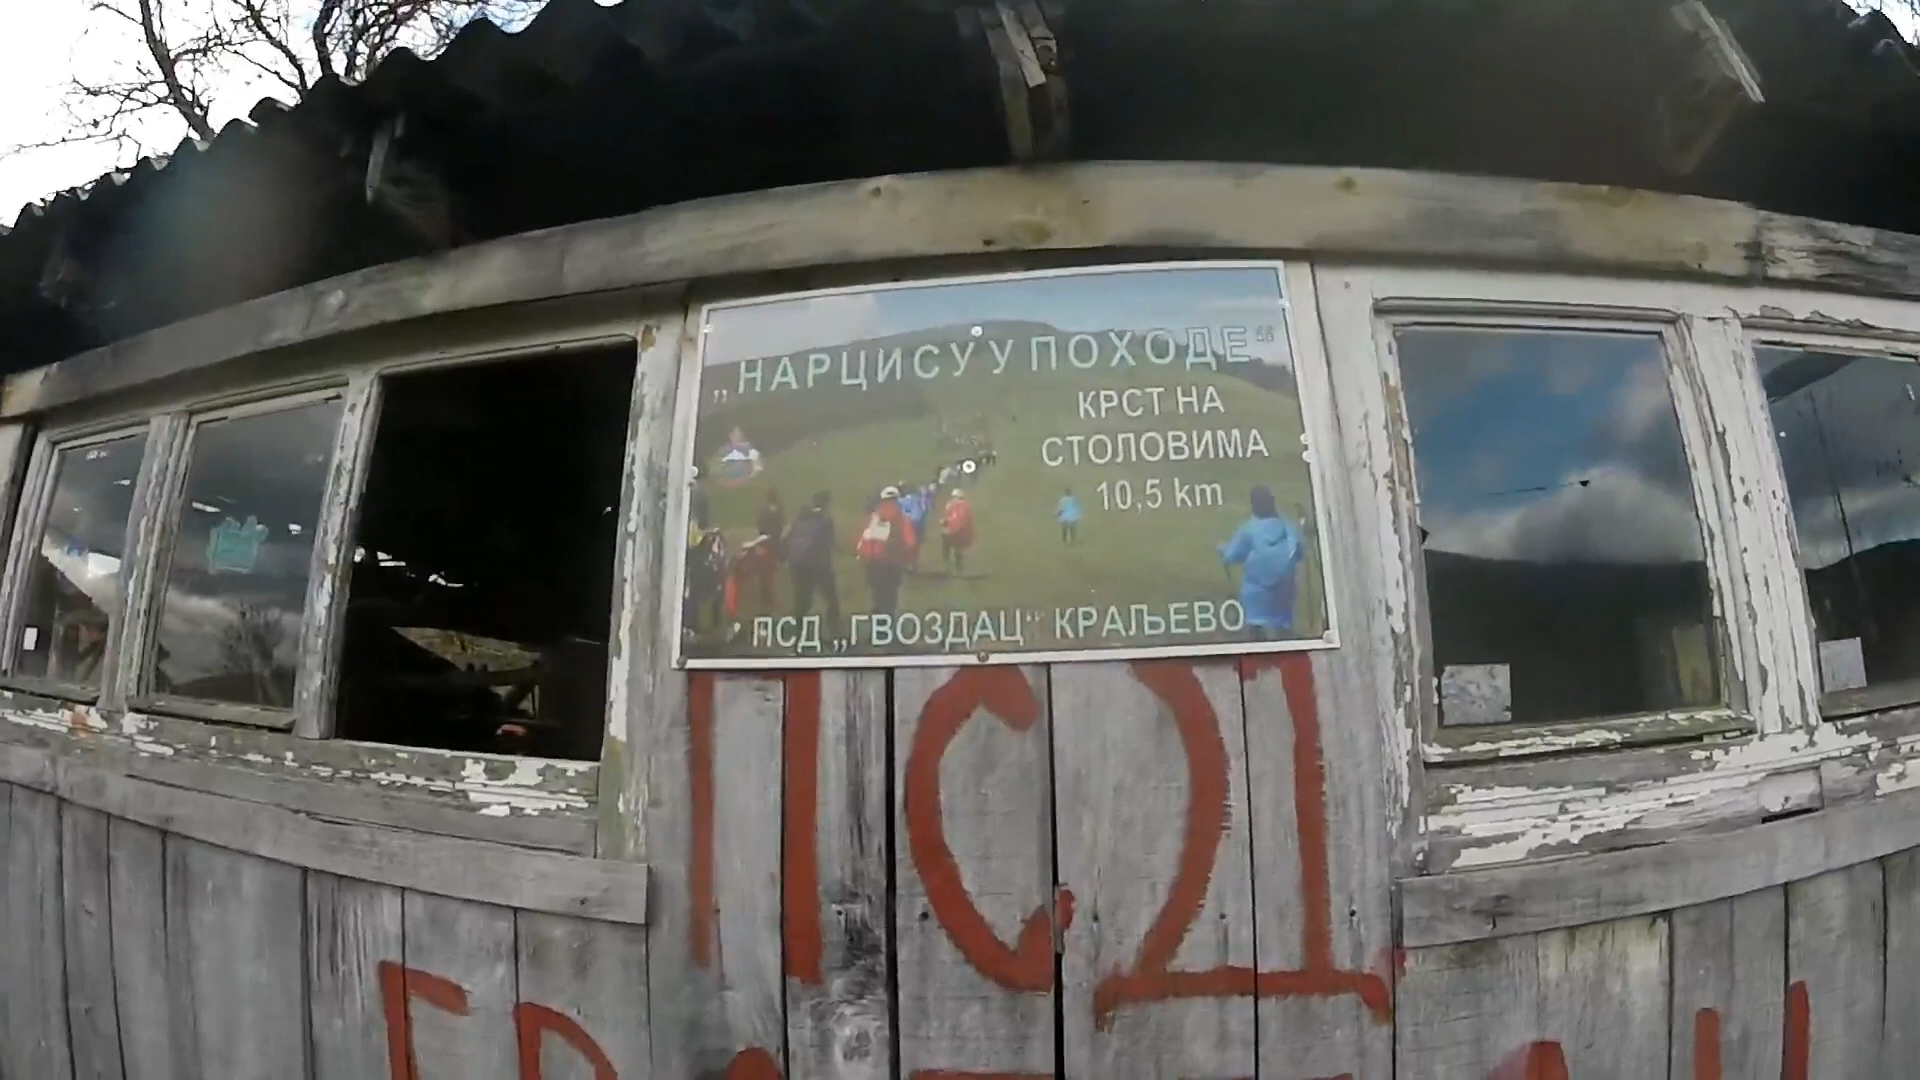 „НАРЦИСУ У ПОХОДЕ“
КРСТ НА
СТОЛОВИМА
10,5 km
ПСД „ГВОЗДАЦ“ КРАЉЕВО
ПСД